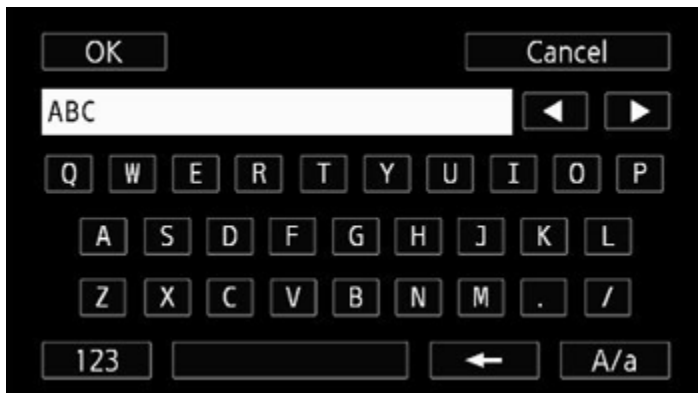 OK Cancel
ABC
Q W E R T Y U I O P
A S D F G H J K L
Z X C V B N M . /
123 A/a